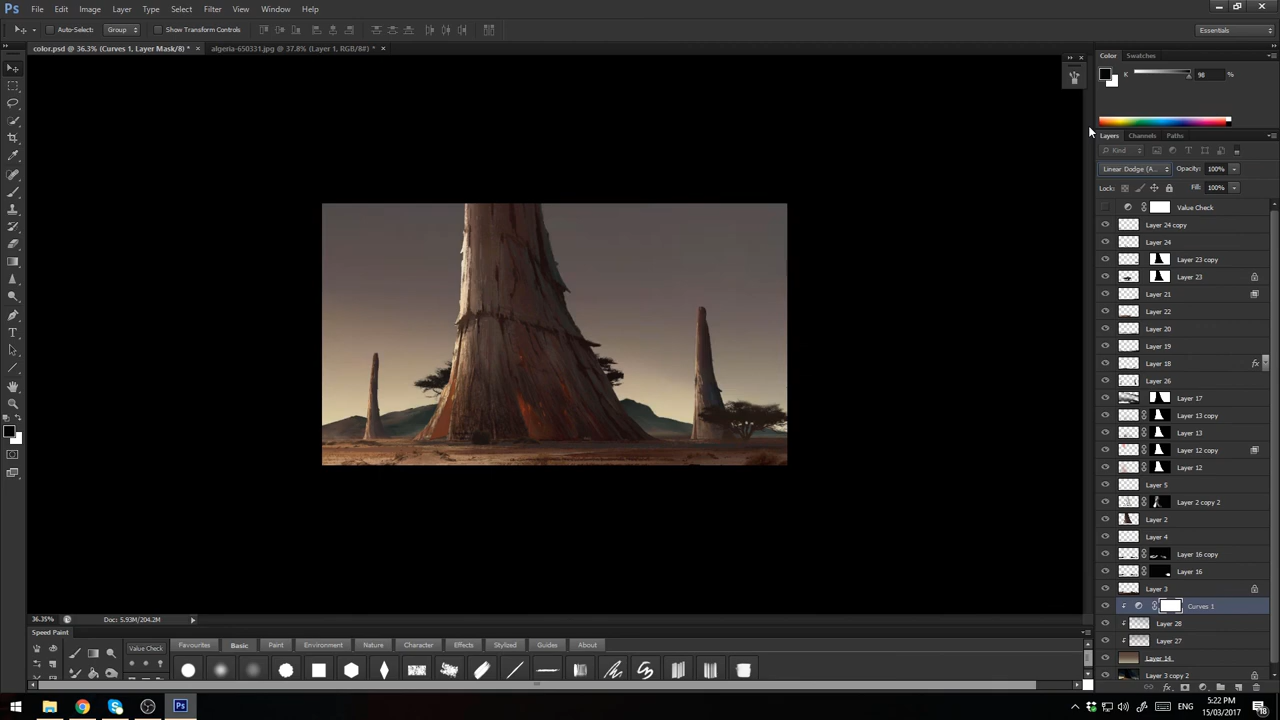 Ps File Edit Image Layer Type Select Filter 3D View Window Help
Auto-Select: Group Show Transform Controls Essentials
color.psd @ 36.3% (Curves 1, Layer Mask/8) * × algeria-650331.jpg @ 37.8% (Layer 1, RGB/8#) * ×
Color Swatches
K 98 %
Layers Channels Paths
Kind
Linear Dodge (A... Opacity: 100%
Lock: Fill: 100%
Value Check
Layer 24 copy
Layer 24
Layer 23 copy
Layer 23
Layer 21
Layer 22
Layer 20
Layer 19
Layer 18 fx
Layer 26
Layer 17
Layer 13 copy
Layer 13
Layer 12 copy
Layer 12
Layer 5
Layer 2 copy 2
Layer 2
Layer 4
Layer 16 copy
Layer 16
Layer 3
Curves 1
Layer 28
Layer 27
Layer 14
Layer 3 copy 2
36.35% Doc: 5.93M/204.2M
Speed Paint
Value Check Favourites Basic Paint Nature Environment Character Effects Stylized Guides About
ENG 5:22 PM
15/03/2017